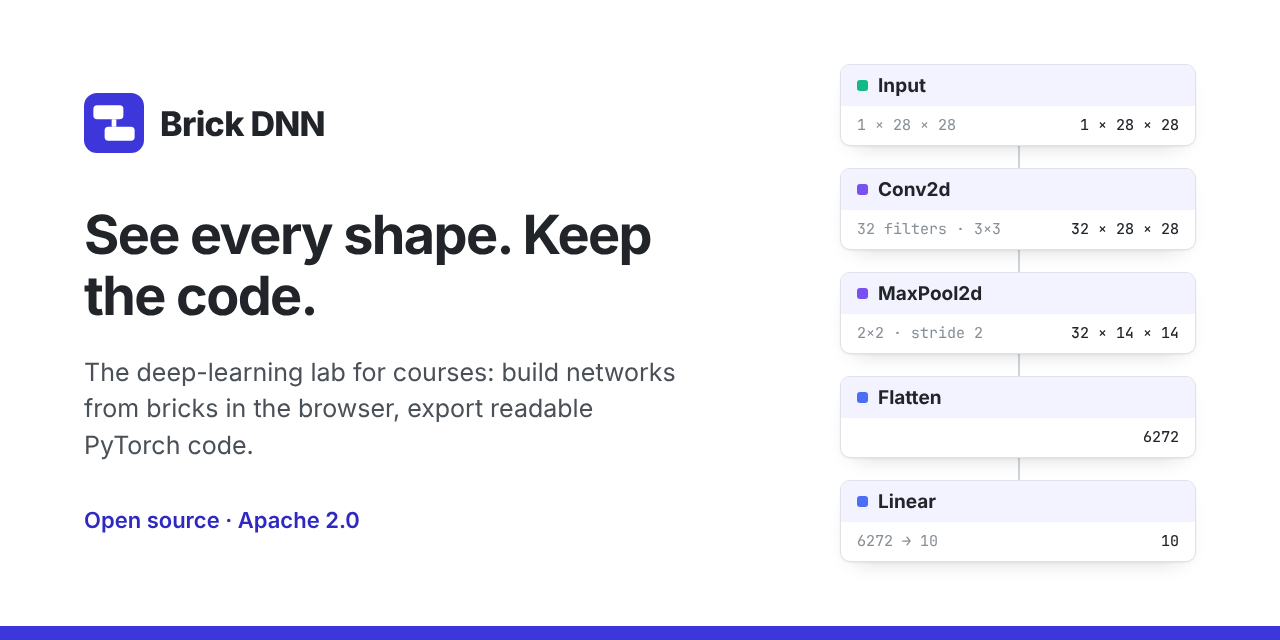 Brick DNN
See every shape. Keep
the code.
The deep-learning lab for courses: build networks
from bricks in the browser, export readable
PyTorch code.
Open source · Apache 2.0
Input
1 × 28 × 28 1 × 28 × 28
Conv2d
32 filters · 3×3 32 × 28 × 28
MaxPool2d
2×2 · stride 2 32 × 14 × 14
Flatten
6272
Linear
6272 → 10 10